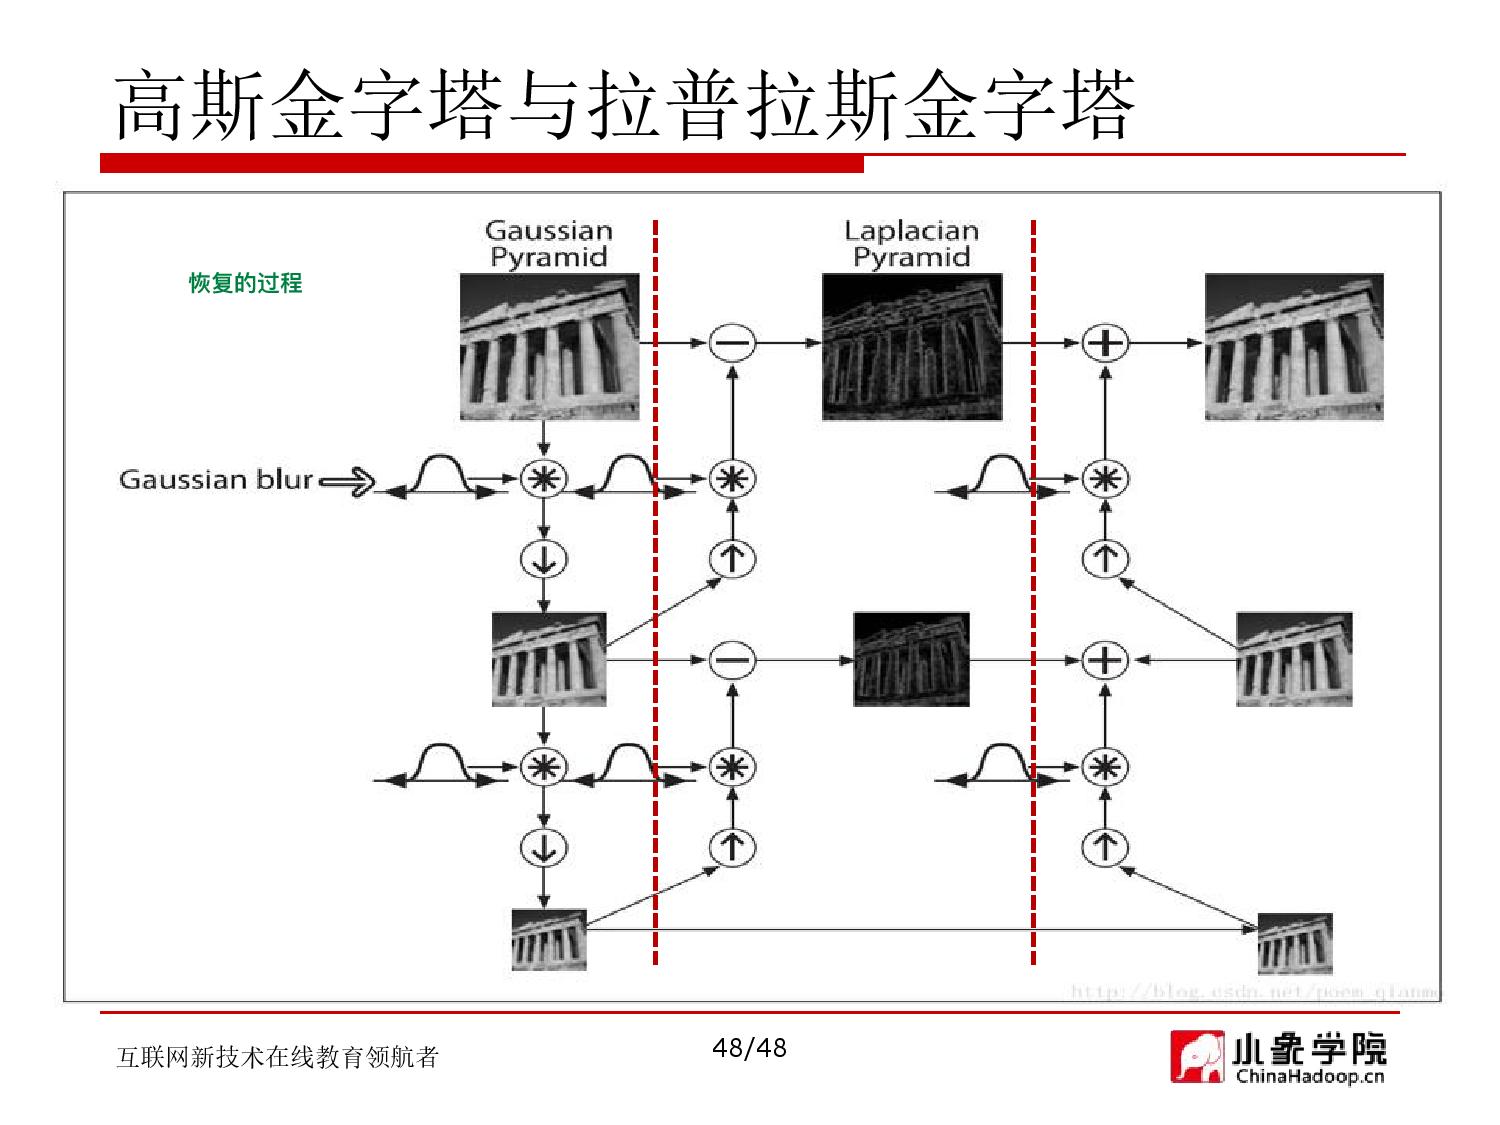 高斯金字塔与拉普拉斯金字塔
Gaussian
Pyramid
Laplacian
Pyramid
恢复的过程
Gaussian blur
http://blog.csdn.net/poem_qianmo
互联网新技术在线教育领航者
48/48
小象学院
ChinaHadoop.cn